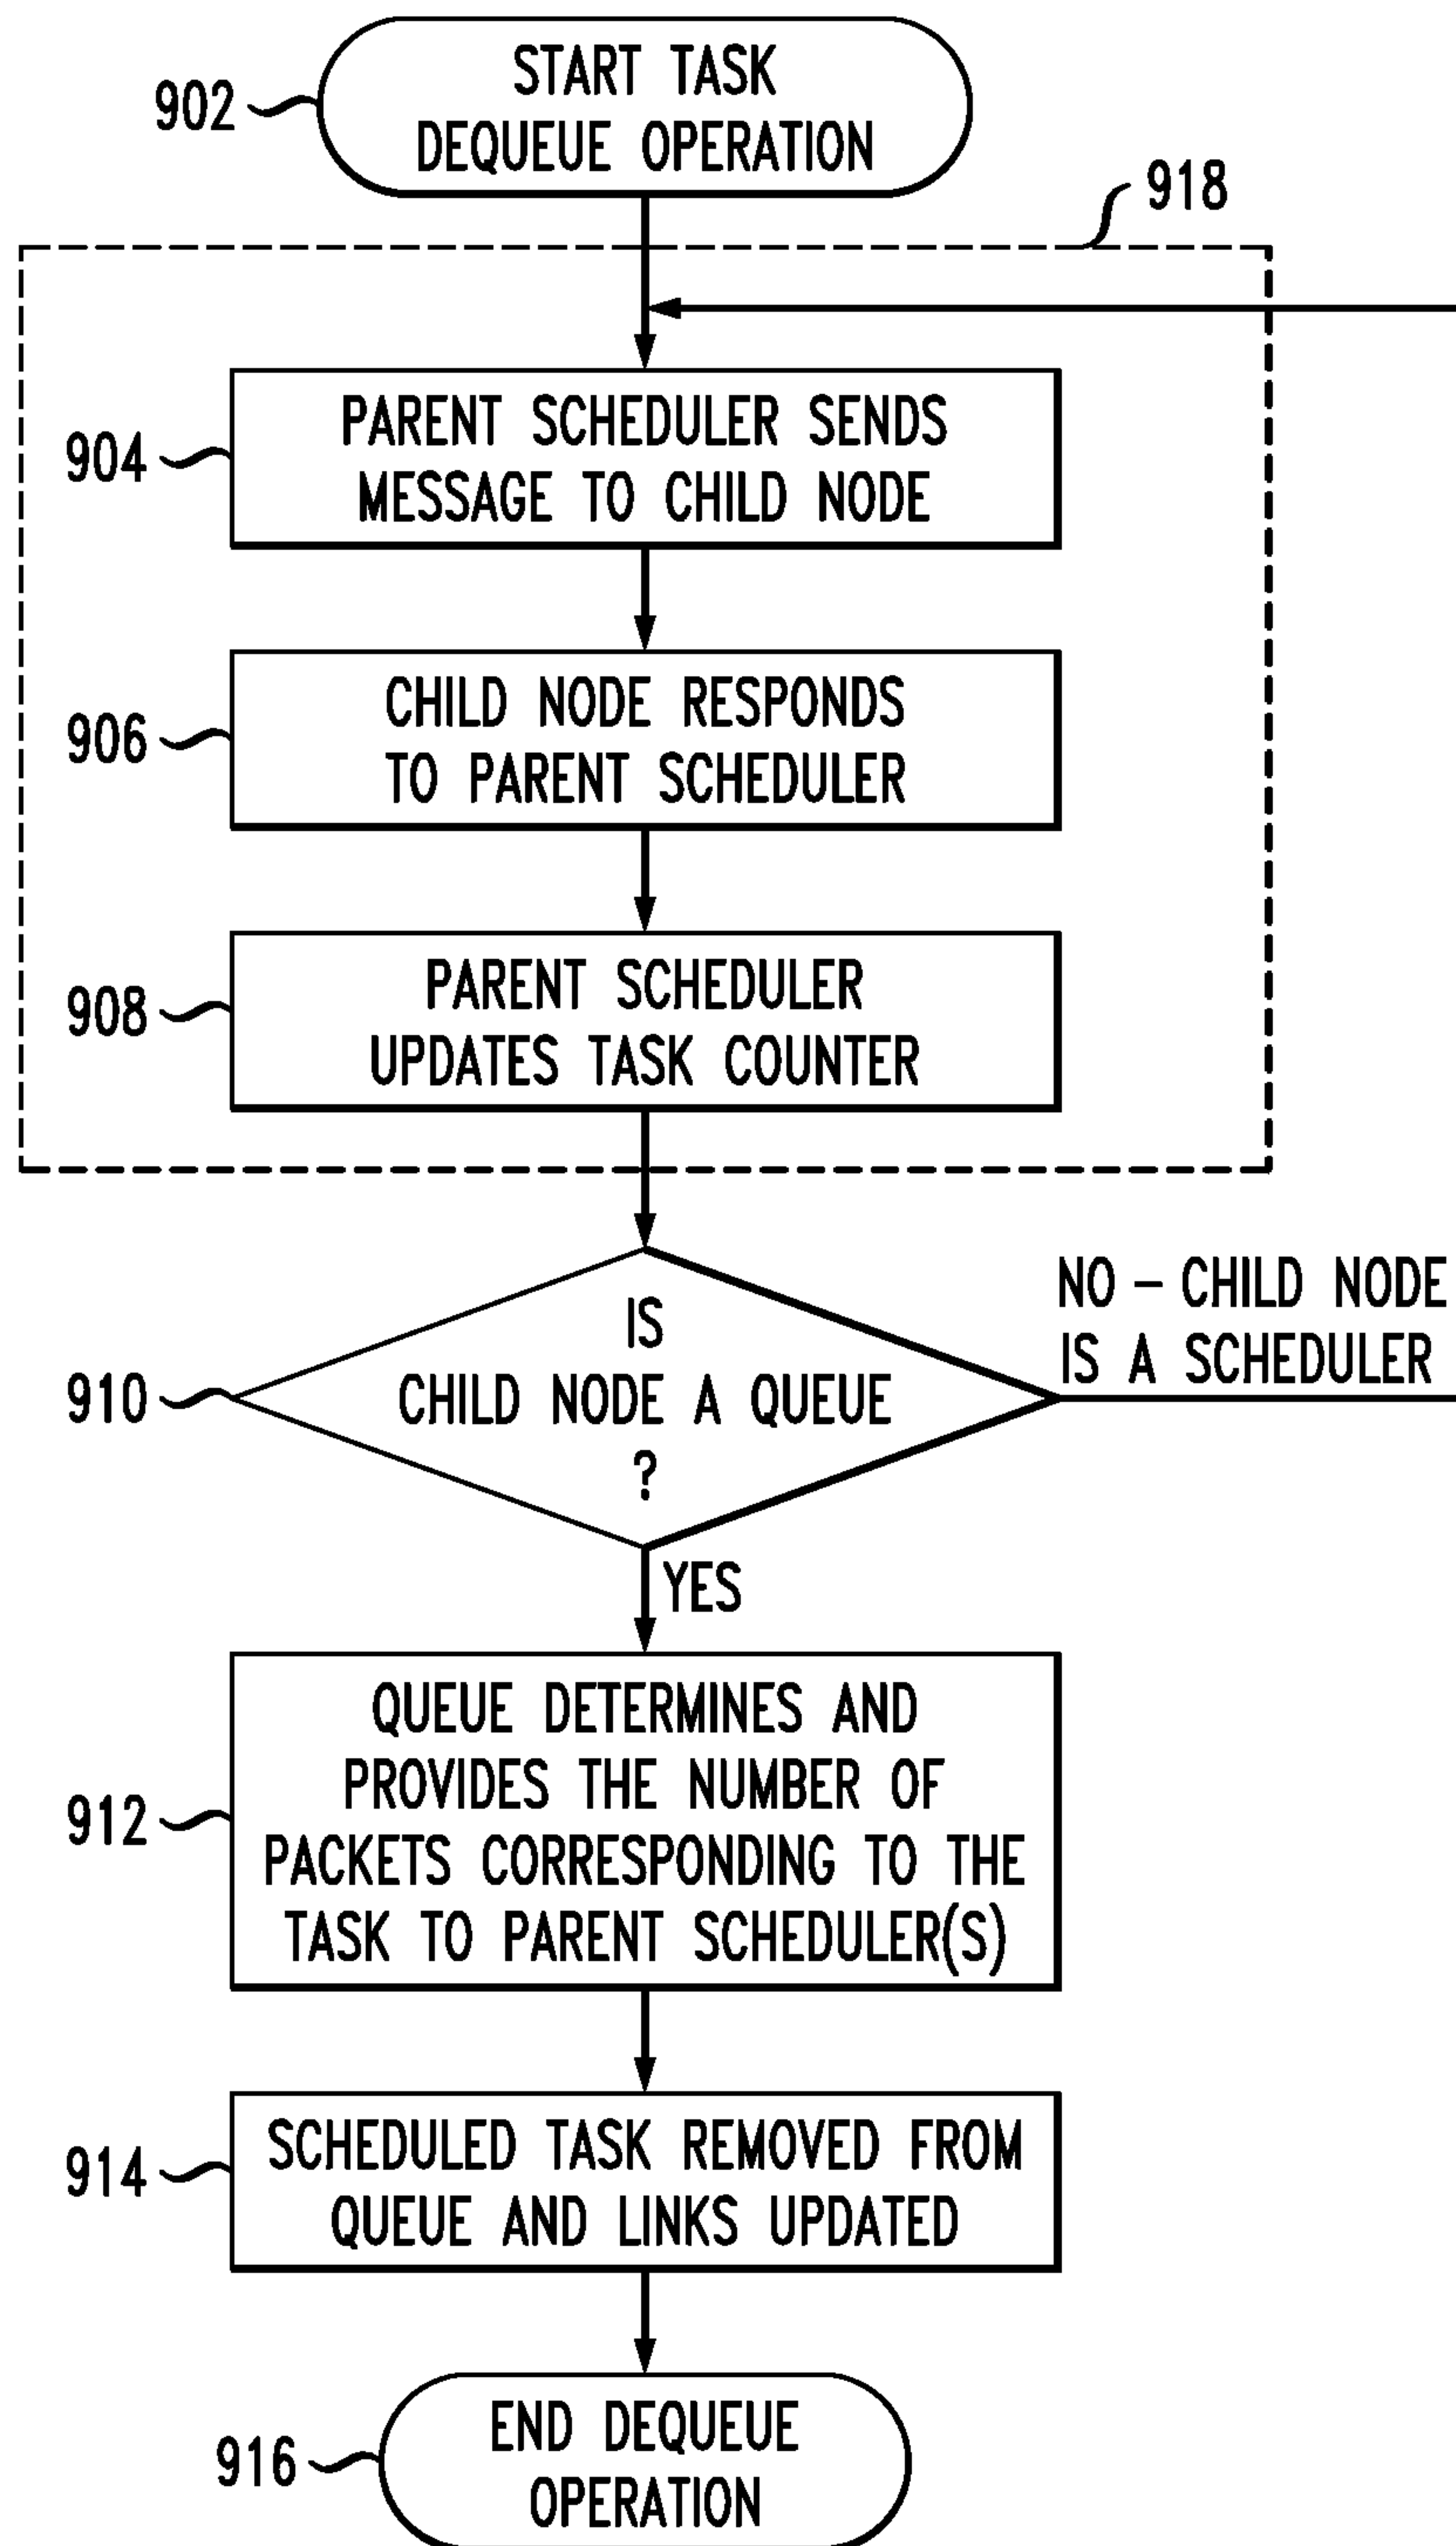 START TASK
DEQUEUE OPERATION
902
918
PARENT SCHEDULER SENDS
MESSAGE TO CHILD NODE
904
CHILD NODE RESPONDS
TO PARENT SCHEDULER
906
PARENT SCHEDULER
UPDATES TASK COUNTER
908
IS
CHILD NODE A QUEUE
?
910
NO – CHILD NODE
IS A SCHEDULER
YES
QUEUE DETERMINES AND
PROVIDES THE NUMBER OF
PACKETS CORRESPONDING TO THE
TASK TO PARENT SCHEDULER(S)
912
SCHEDULED TASK REMOVED FROM
QUEUE AND LINKS UPDATED
914
END DEQUEUE
OPERATION
916